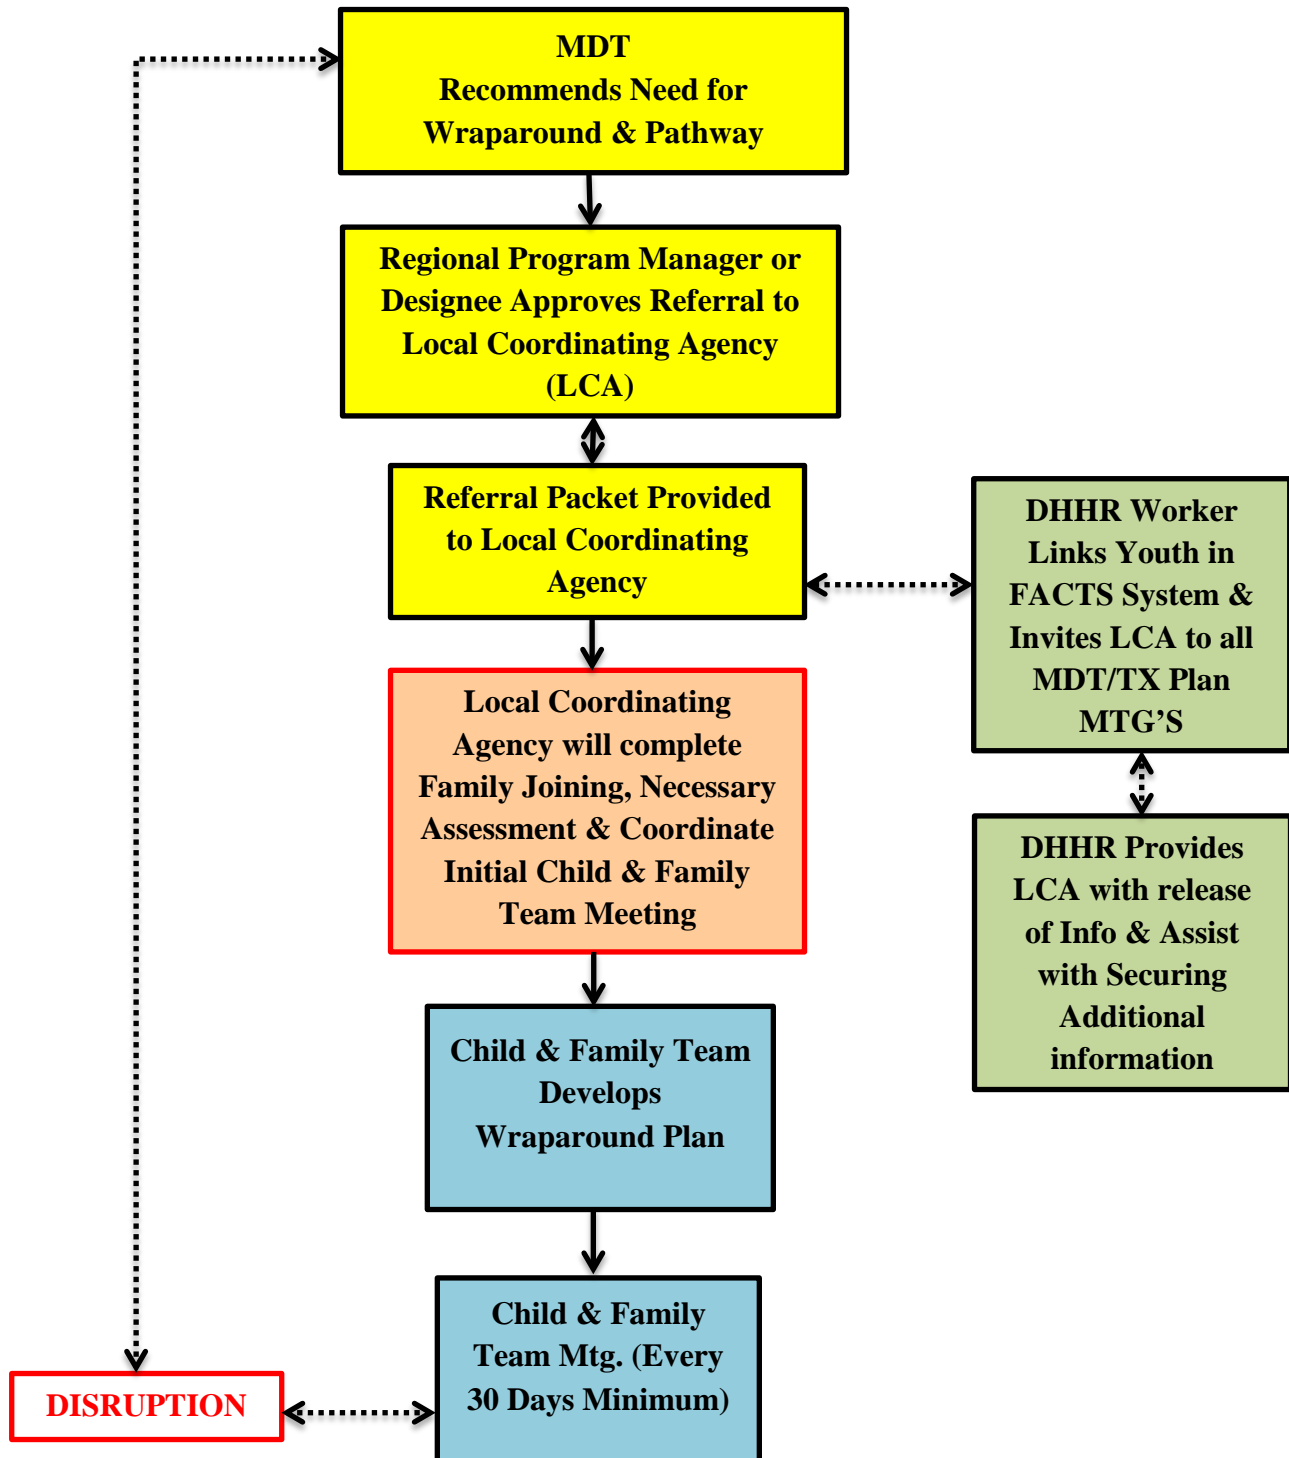 MDT
Recommends Need for
Wraparound & Pathway
Regional Program Manager or
Designee Approves Referral to
Local Coordinating Agency
(LCA)
Referral Packet Provided
to Local Coordinating
Agency
DHHR Worker
Links Youth in
FACTS System &
Invites LCA to all
MDT/TX Plan
MTG’S
Local Coordinating
Agency will complete
Family Joining, Necessary
Assessment & Coordinate
Initial Child & Family
Team Meeting
DHHR Provides
LCA with release
of Info & Assist
with Securing
Additional
information
Child & Family Team
Develops
Wraparound Plan
Child & Family
Team Mtg. (Every
30 Days Minimum)
DISRUPTION